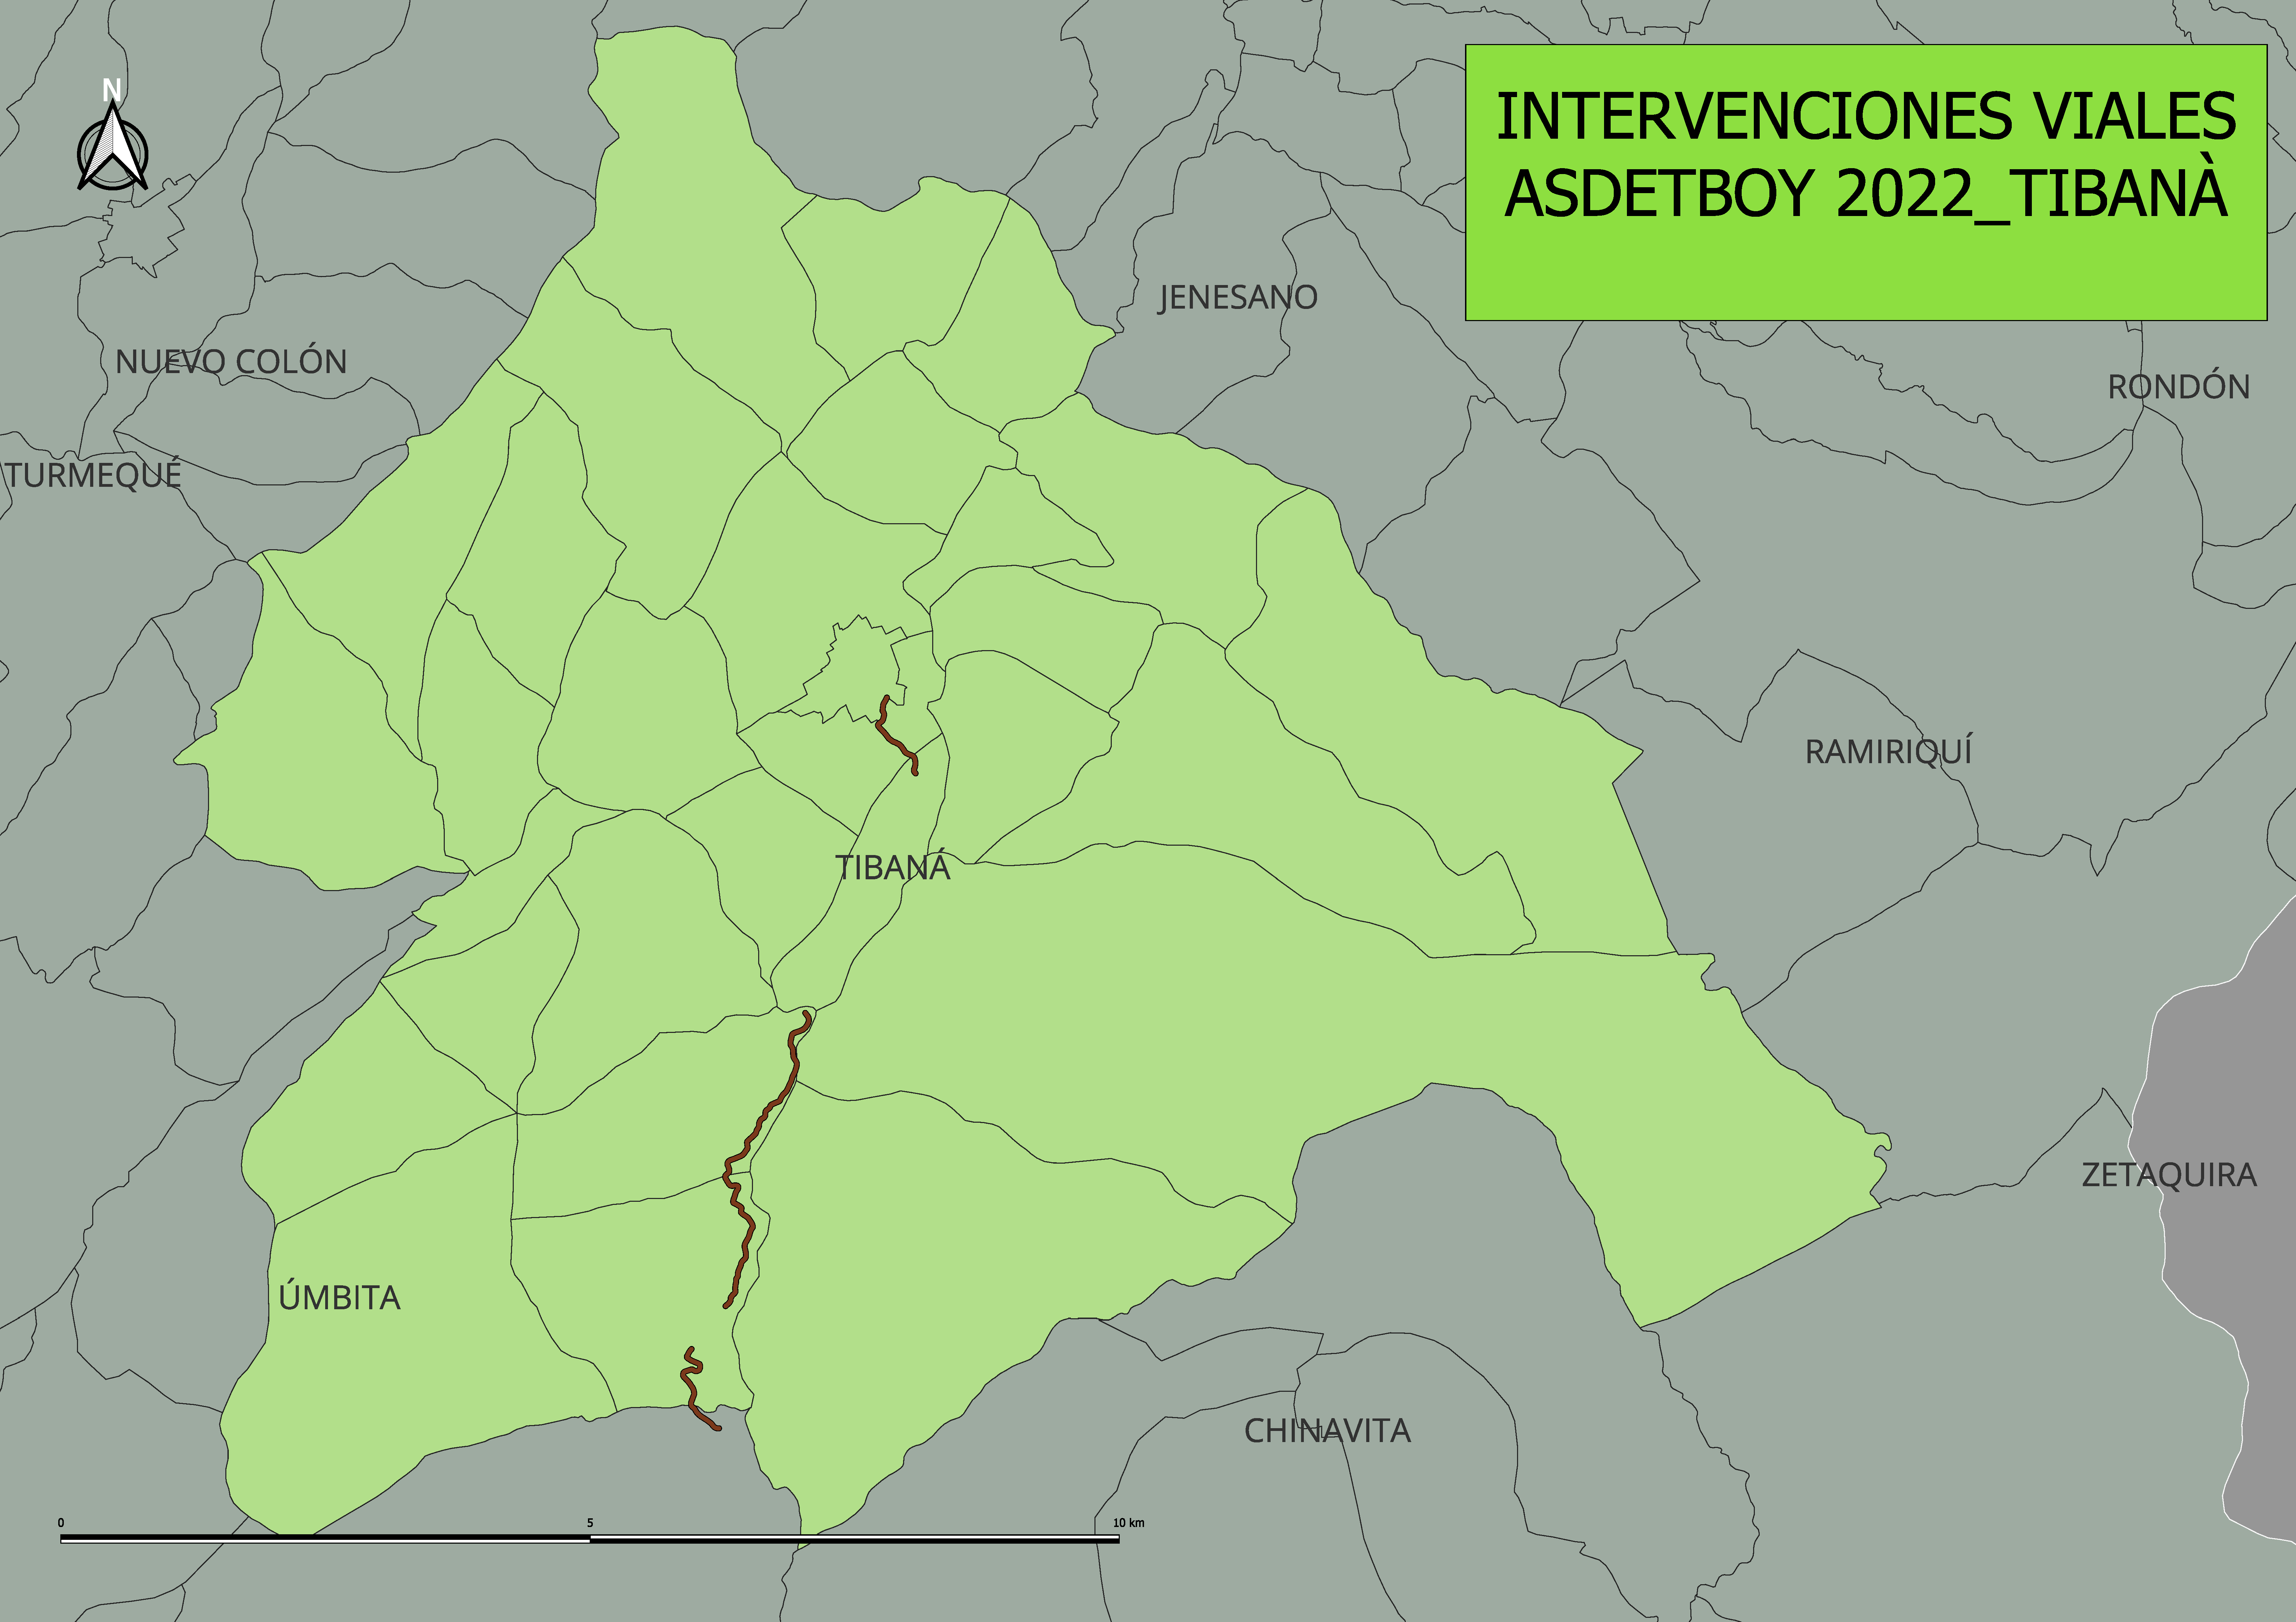 N
INTERVENCIONES VIALES
ASDETBOY 2022_TIBANÀ
JENESANO
NUEVO COLÓN
RONDÓN
TURMEQUÉ
RAMIRIQUÍ
TIBANÁ
ZETAQUIRA
ÚMBITA
CHINAVITA
0 5 10 km